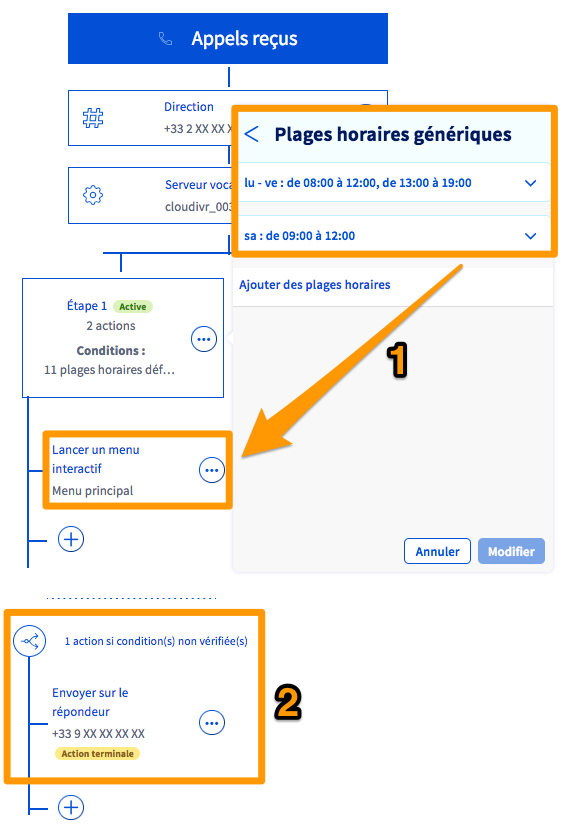 Appels reçus
Direction
+33 2 XX XX X
Serveur voca
cloudivr_003
Plages horaires génériques
lu - ve : de 08:00 à 12:00, de 13:00 à 19:00
sa : de 09:00 à 12:00
Ajouter des plages horaires
Étape 1 Active
2 actions
Conditions :
11 plages horaires déf...
1
Lancer un menu
interactif
Menu principal
Annuler Modifier
1 action si condition(s) non vérifiée(s)
Envoyer sur le
répondeur
+33 9 XX XX XX XX
Action terminale
2